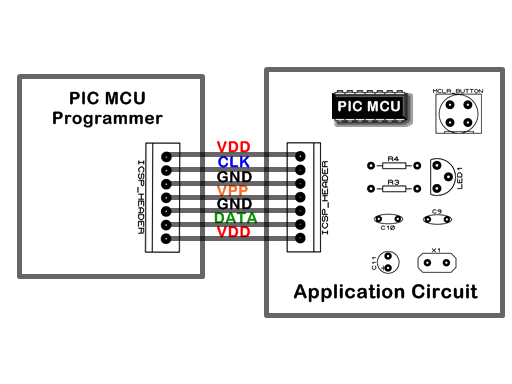 PIC MCU
Programmer
ICSP_HEADER
VDD
CLK
GND
VPP
GND
DATA
VDD
ICSP_HEADER
PIC MCU
MCLR_BUTTON
R4
R3
LED1
C10
C9
C11
X1
Application Circuit